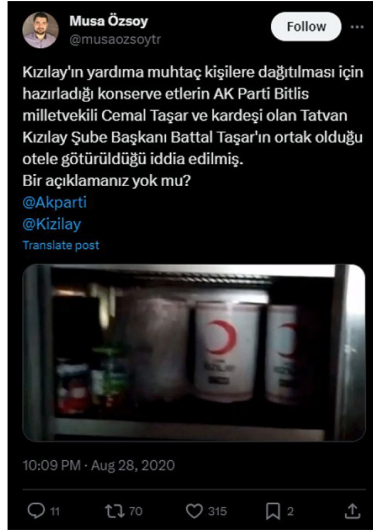 Musa Özsoy
@musaozsoytr
Follow
Kızılay'ın yardıma muhtaç kişilere dağıtılması için
hazırladığı konserve etlerin AK Parti Bitlis
milletvekili Cemal Taşar ve kardeşi olan Tatvan
Kızılay Şube Başkanı Battal Taşar'ın ortak olduğu
otele götürüldüğü iddia edilmiş.
Bir açıklamanız yok mu?
@Akparti
@Kizilay
Translate post
10:09 PM · Aug 28, 2020
11 70 315 2